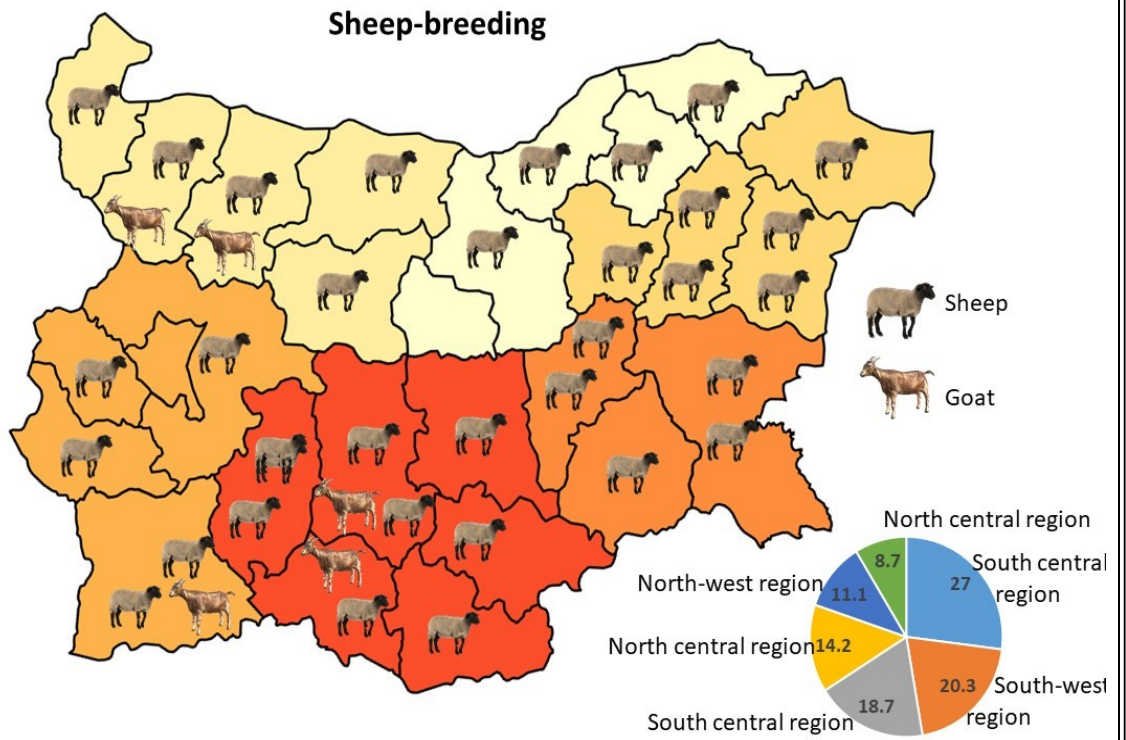 Sheep-breeding
Sheep
Goat
North central region
8.7
South central
27
region
North-west region
11.1
North central region
14.2
20.3
South-west
region
18.7
South central region